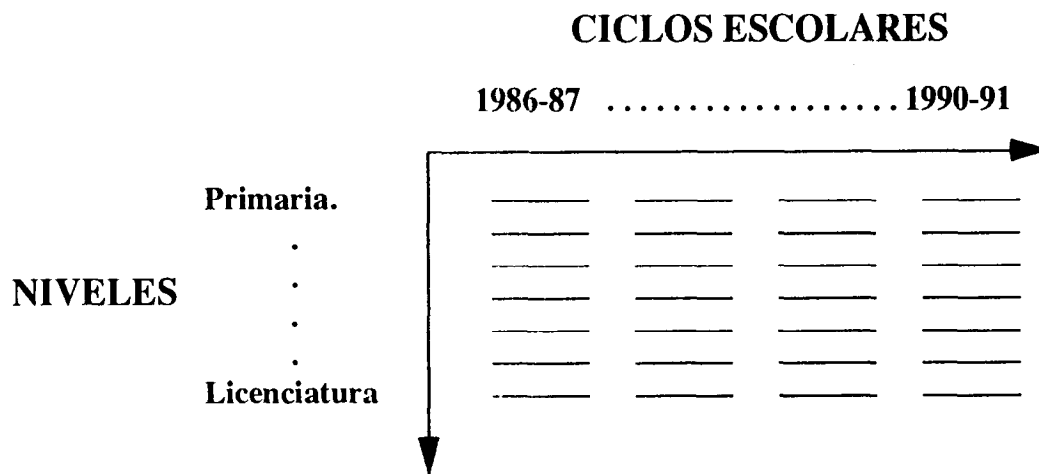 CICLOS ESCOLARES
1986-87 . . . . . . . . . . . . . . . . . . 1990-91
Primaria.
.
.
NIVELES
.
.
Licenciatura